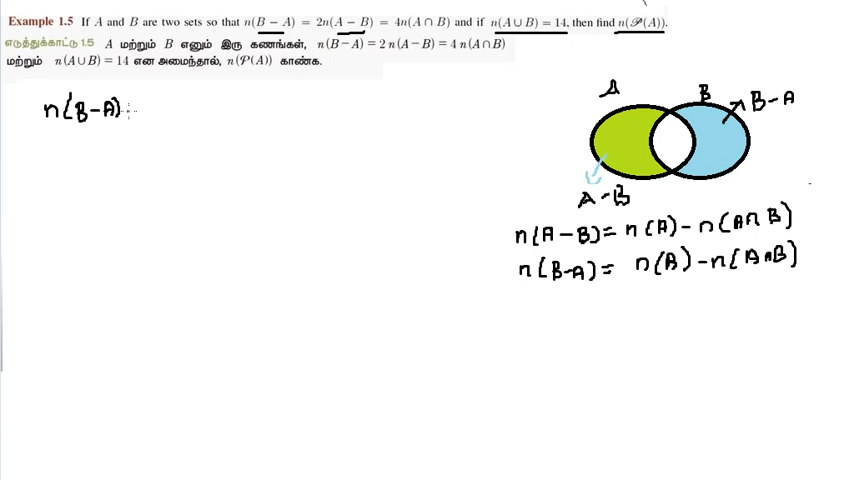 Example 1.5 If A and B are two sets so that n(B − A) = 2n(A − B) = 4n(A ∩ B) and if n(A ∪ B) = 14, then find n(𝒫(A)).
எடுத்துக்காட்டு 1.5 A மற்றும் B எனும் இரு கணங்கள், n(B−A) = 2 n(A−B) = 4 n(A∩B)
மற்றும் n(A∪B) = 14 என அமைந்தால், n(𝒫(A)) காண்க.
n(B-A)
A B
B-A
A-B
n(A-B)= n(A)- n(A∩B)
n(B-A)= n(B)-n(A∩B)